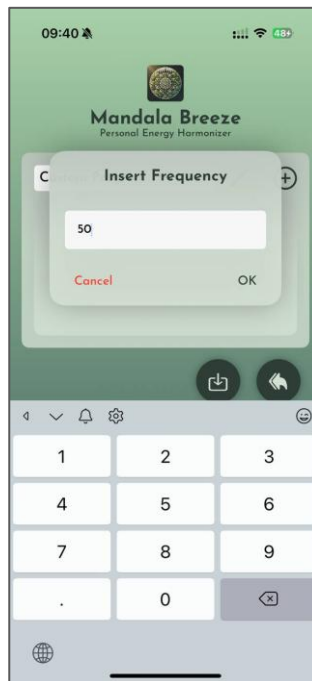 09:40
48
Mandala Breeze
Personal Energy Harmonizer
C
Insert Frequency
50
Cancel
OK
1 2 3
4 5 6
7 8 9
. 0